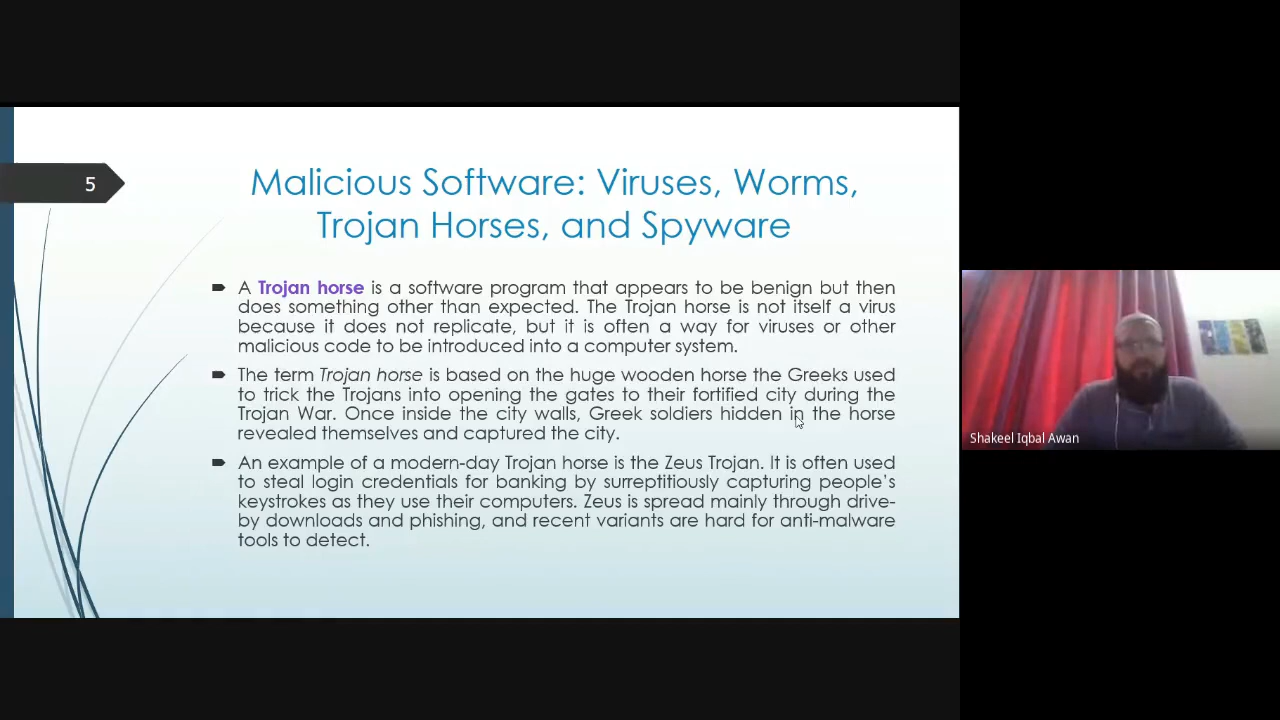 5
Malicious Software: Viruses, Worms,
Trojan Horses, and Spyware
A Trojan horse is a software program that appears to be benign but then
does something other than expected. The Trojan horse is not itself a virus
because it does not replicate, but it is often a way for viruses or other
malicious code to be introduced into a computer system.
The term Trojan horse is based on the huge wooden horse the Greeks used
to trick the Trojans into opening the gates to their fortified city during the
Trojan War. Once inside the city walls, Greek soldiers hidden in the horse
revealed themselves and captured the city.
An example of a modern-day Trojan horse is the Zeus Trojan. It is often used
to steal login credentials for banking by surreptitiously capturing people’s
keystrokes as they use their computers. Zeus is spread mainly through drive-
by downloads and phishing, and recent variants are hard for anti-malware
tools to detect.
Shakeel Iqbal Awan